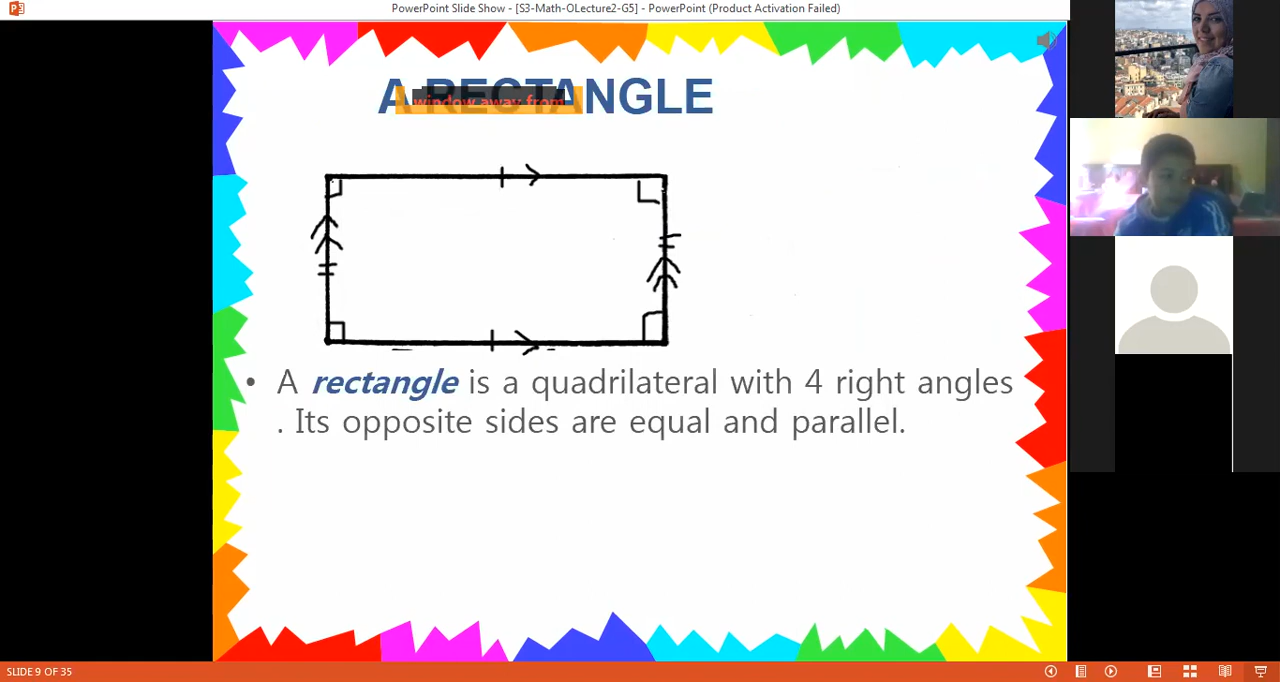 PowerPoint Slide Show - [S3-Math-OLecture2-G5] - PowerPoint (Product Activation Failed)
A RECTANGLE
window away from
• A rectangle is a quadrilateral with 4 right angles
. Its opposite sides are equal and parallel.
SLIDE 9 OF 35